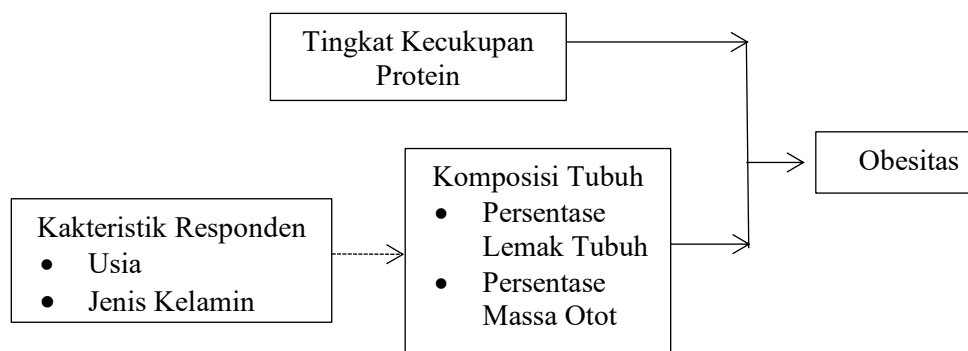 Tingkat Kecukupan
Protein
Obesitas
Komposisi Tubuh
● Persentase
Lemak Tubuh
● Persentase
Massa Otot
Kakteristik Responden
● Usia
● Jenis Kelamin